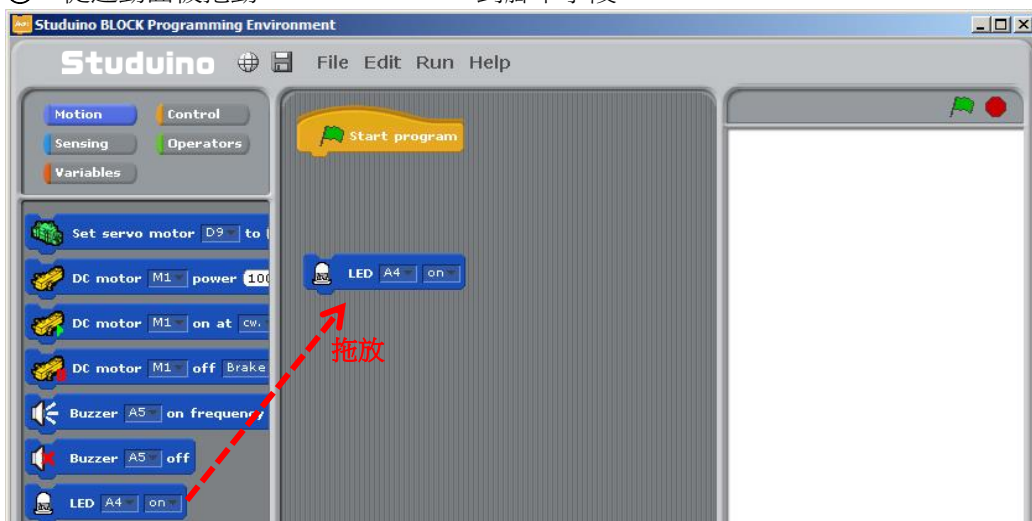 Studuino BLOCK Programming Environment
Studuino File Edit Run Help
Motion Control
Sensing Operators
Variables
Start program
Set servo motor D9 to
DC motor M1 power 100
LED A4 on
DC motor M1 on at cw.
拖放
DC motor M1 off Brake
Buzzer A5 on frequency
Buzzer A5 off
LED A4 on